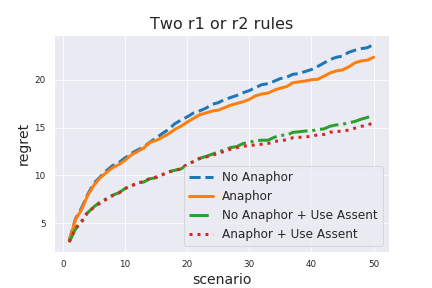 Two r1 or r2 rules
regret
20
15
10
5
No Anaphor
Anaphor
No Anaphor + Use Assent
Anaphor + Use Assent
0 10 20 30 40 50
scenario